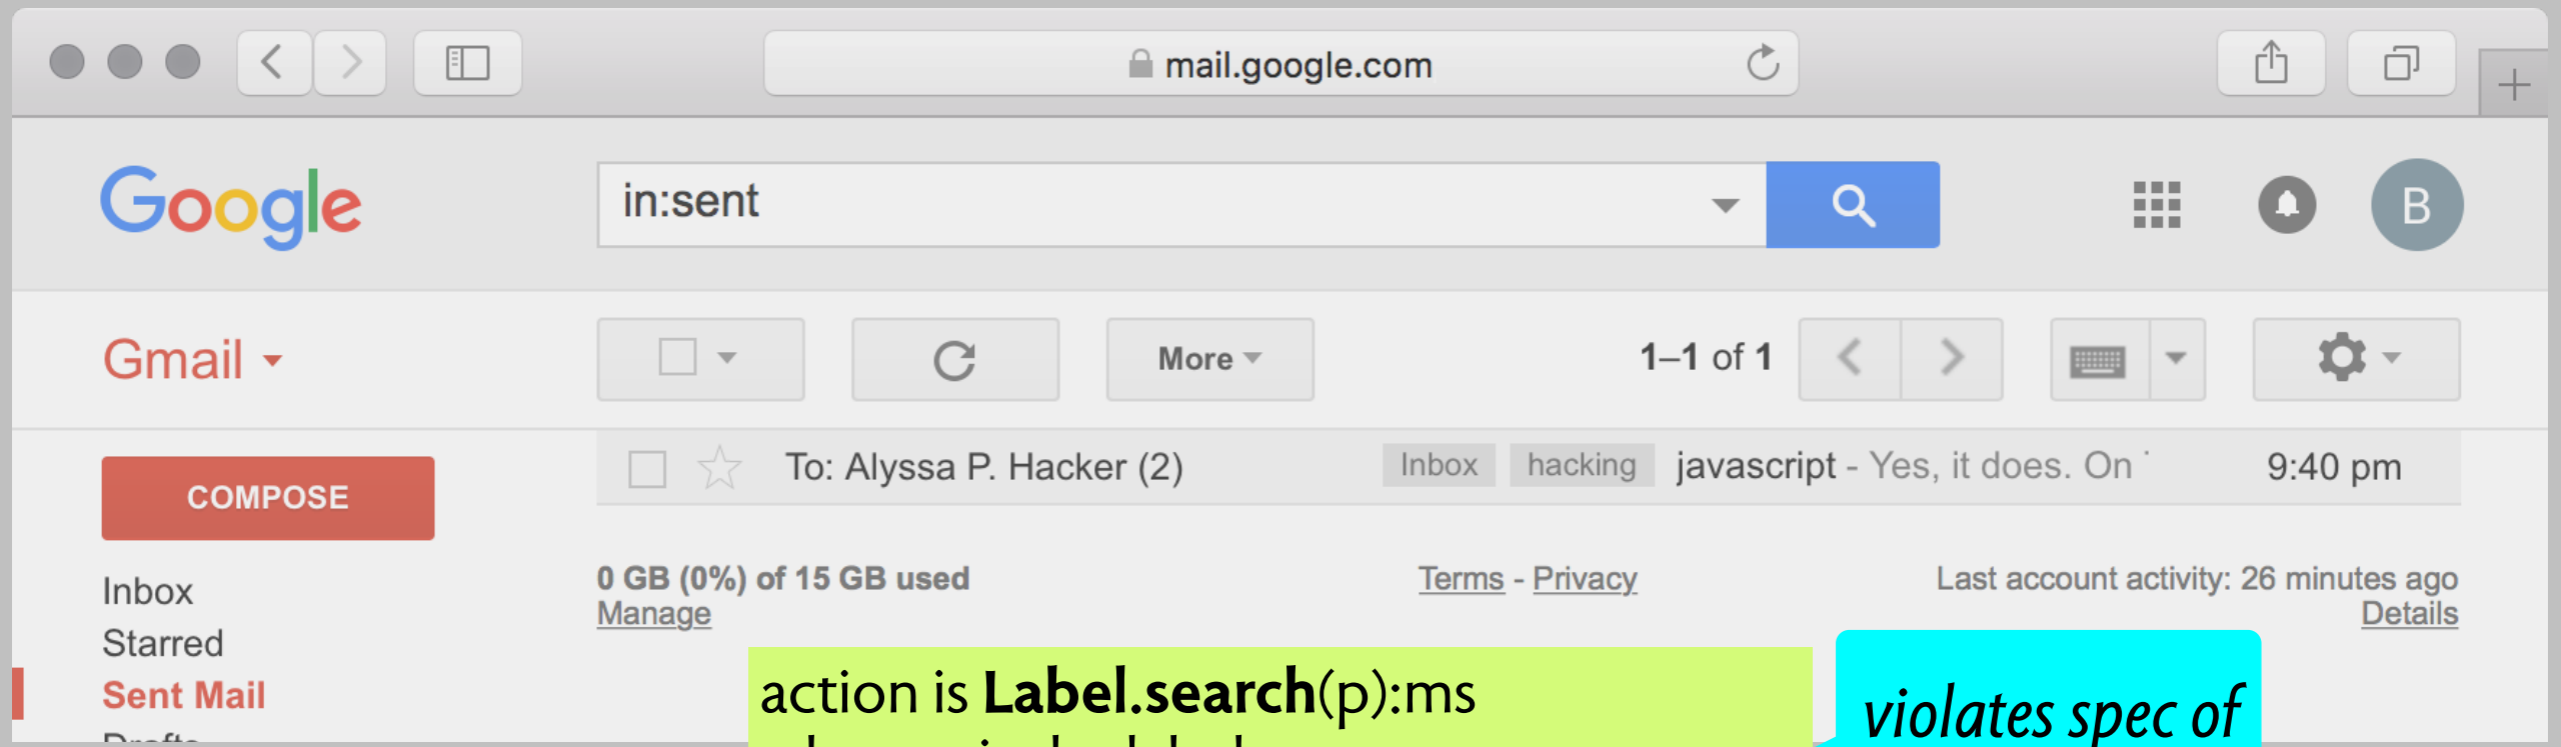 mail.google.com
Google
in:sent
B
Gmail
More
1–1 of 1
COMPOSE
To: Alyssa P. Hacker (2) Inbox hacking javascript - Yes, it does. On 9:40 pm
Inbox
Starred
Sent Mail
Drafts
0 GB (0%) of 15 GB used
Manage
Terms - Privacy
Last account activity: 26 minutes ago
Details
action is Label.search(p):ms
violates spec of